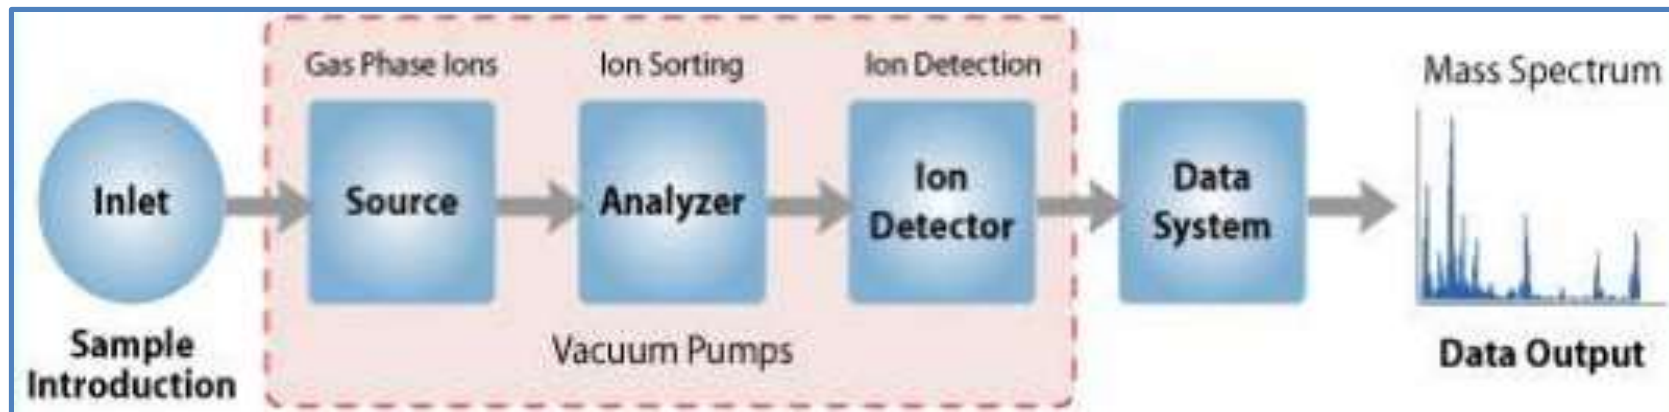 Gas Phase Ions
Ion Sorting
Ion Detection
Mass Spectrum
Inlet
Source
Analyzer
Ion
Detector
Data
System
Sample
Introduction
Vacuum Pumps
Data Output